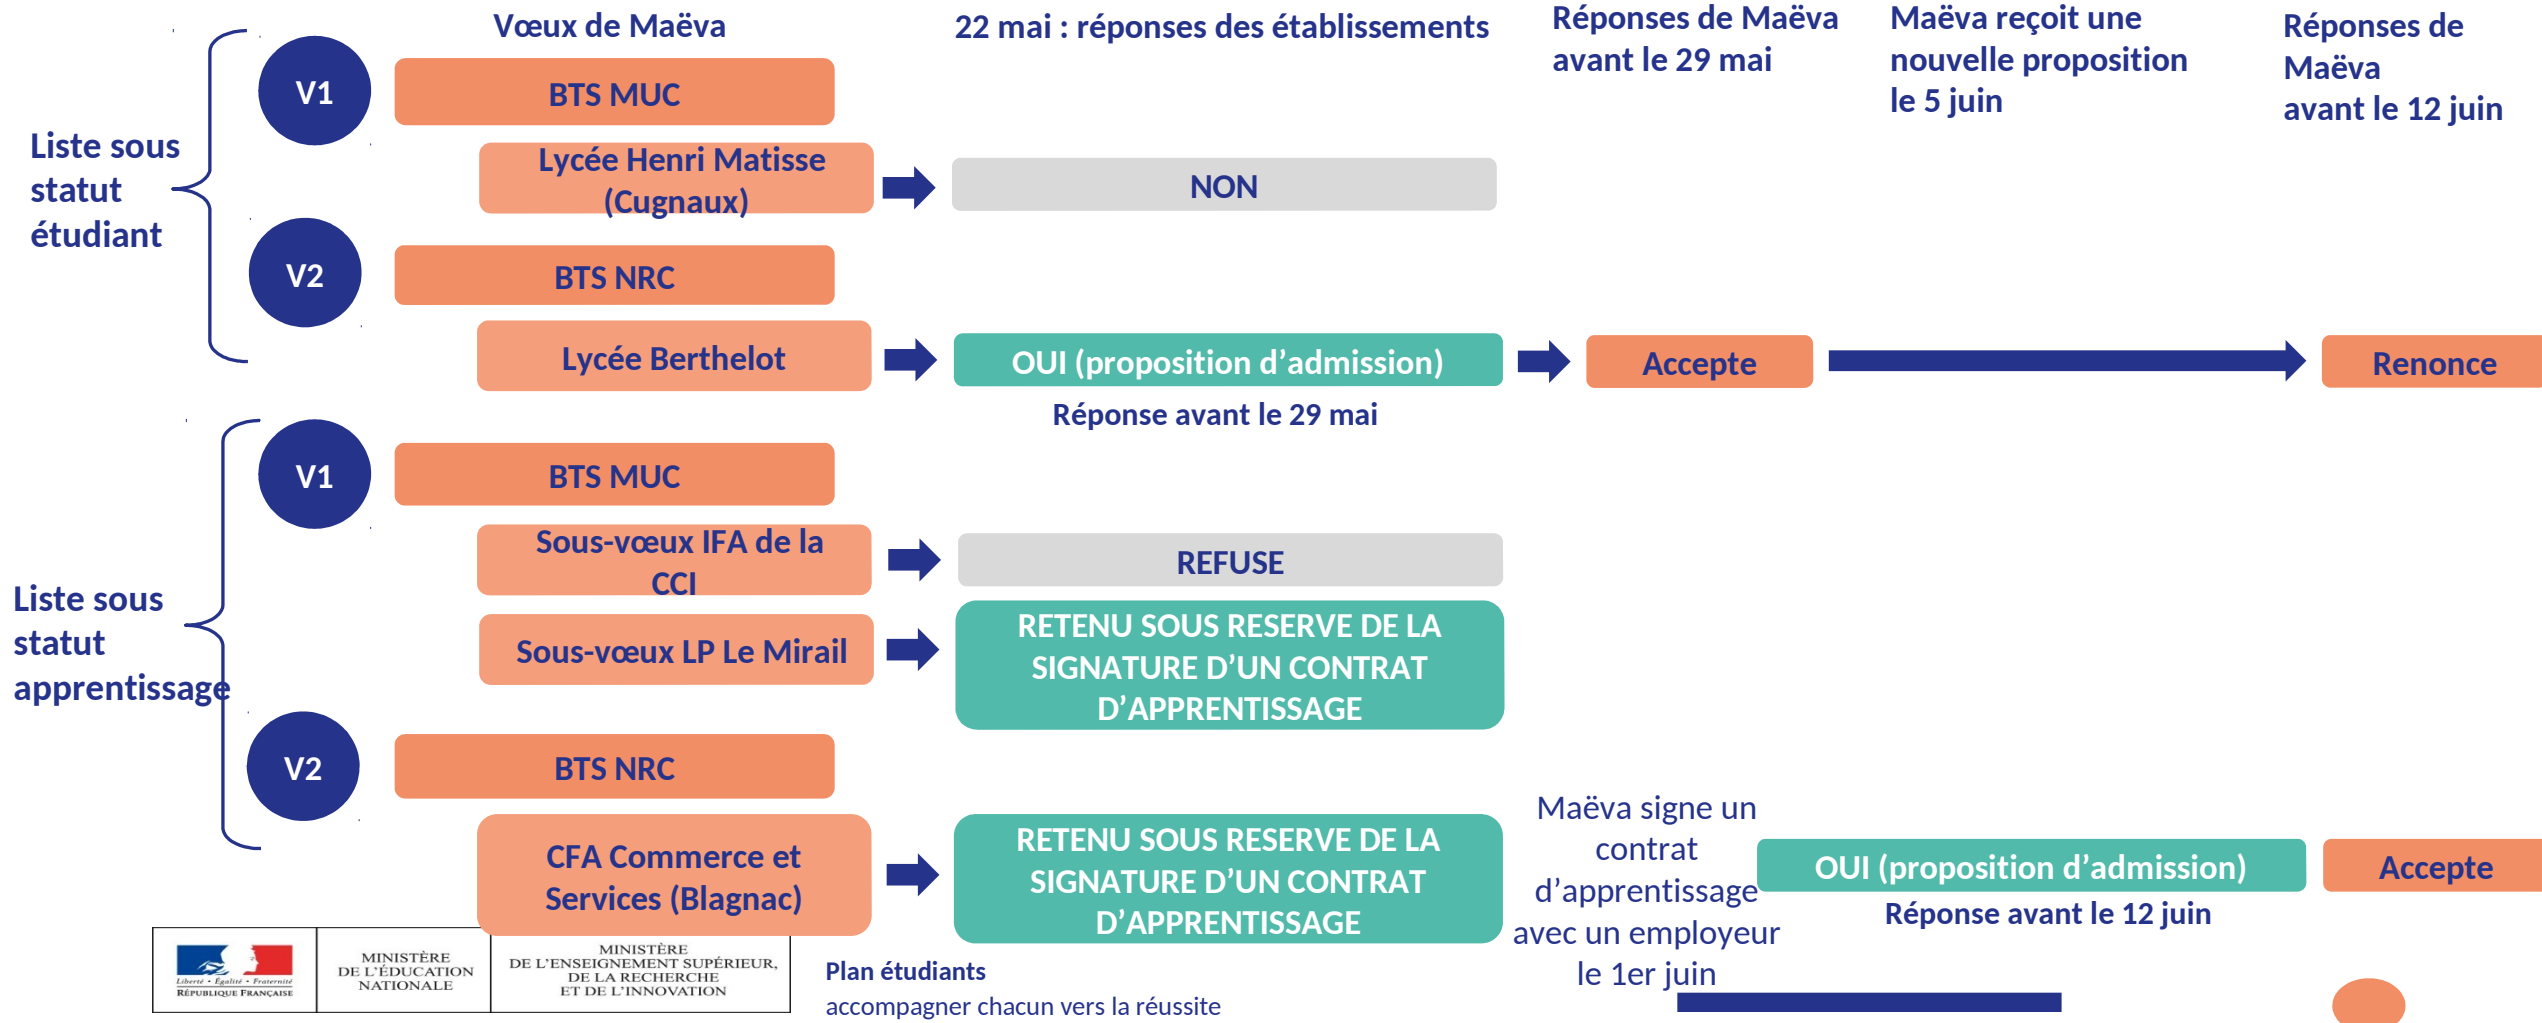 Vœux de Maëva
22 mai : réponses des établissements
Réponses de Maëva
avant le 29 mai
Maëva reçoit une
nouvelle proposition
le 5 juin
Réponses de
Maëva
avant le 12 juin
Liste sous
statut
étudiant
V1
BTS MUC
Lycée Henri Matisse
(Cugnaux)
NON
V2
BTS NRC
Lycée Berthelot
OUI (proposition d’admission)
Réponse avant le 29 mai
Accepte
Renonce
Liste sous
statut
apprentissage
V1
BTS MUC
Sous-vœux IFA de la
CCI
REFUSE
Sous-vœux LP Le Mirail
RETENU SOUS RESERVE DE LA
SIGNATURE D’UN CONTRAT
D’APPRENTISSAGE
V2
BTS NRC
CFA Commerce et
Services (Blagnac)
RETENU SOUS RESERVE DE LA
SIGNATURE D’UN CONTRAT
D’APPRENTISSAGE
Maëva signe un
contrat
d’apprentissage
avec un employeur
le 1er juin
OUI (proposition d’admission)
Réponse avant le 12 juin
Accepte
Liberté • Égalité • Fraternité
RÉPUBLIQUE FRANÇAISE
MINISTÈRE
DE L’ÉDUCATION
NATIONALE
MINISTÈRE
DE L’ENSEIGNEMENT SUPÉRIEUR,
DE LA RECHERCHE
ET DE L’INNOVATION
Plan étudiants
accompagner chacun vers la réussite